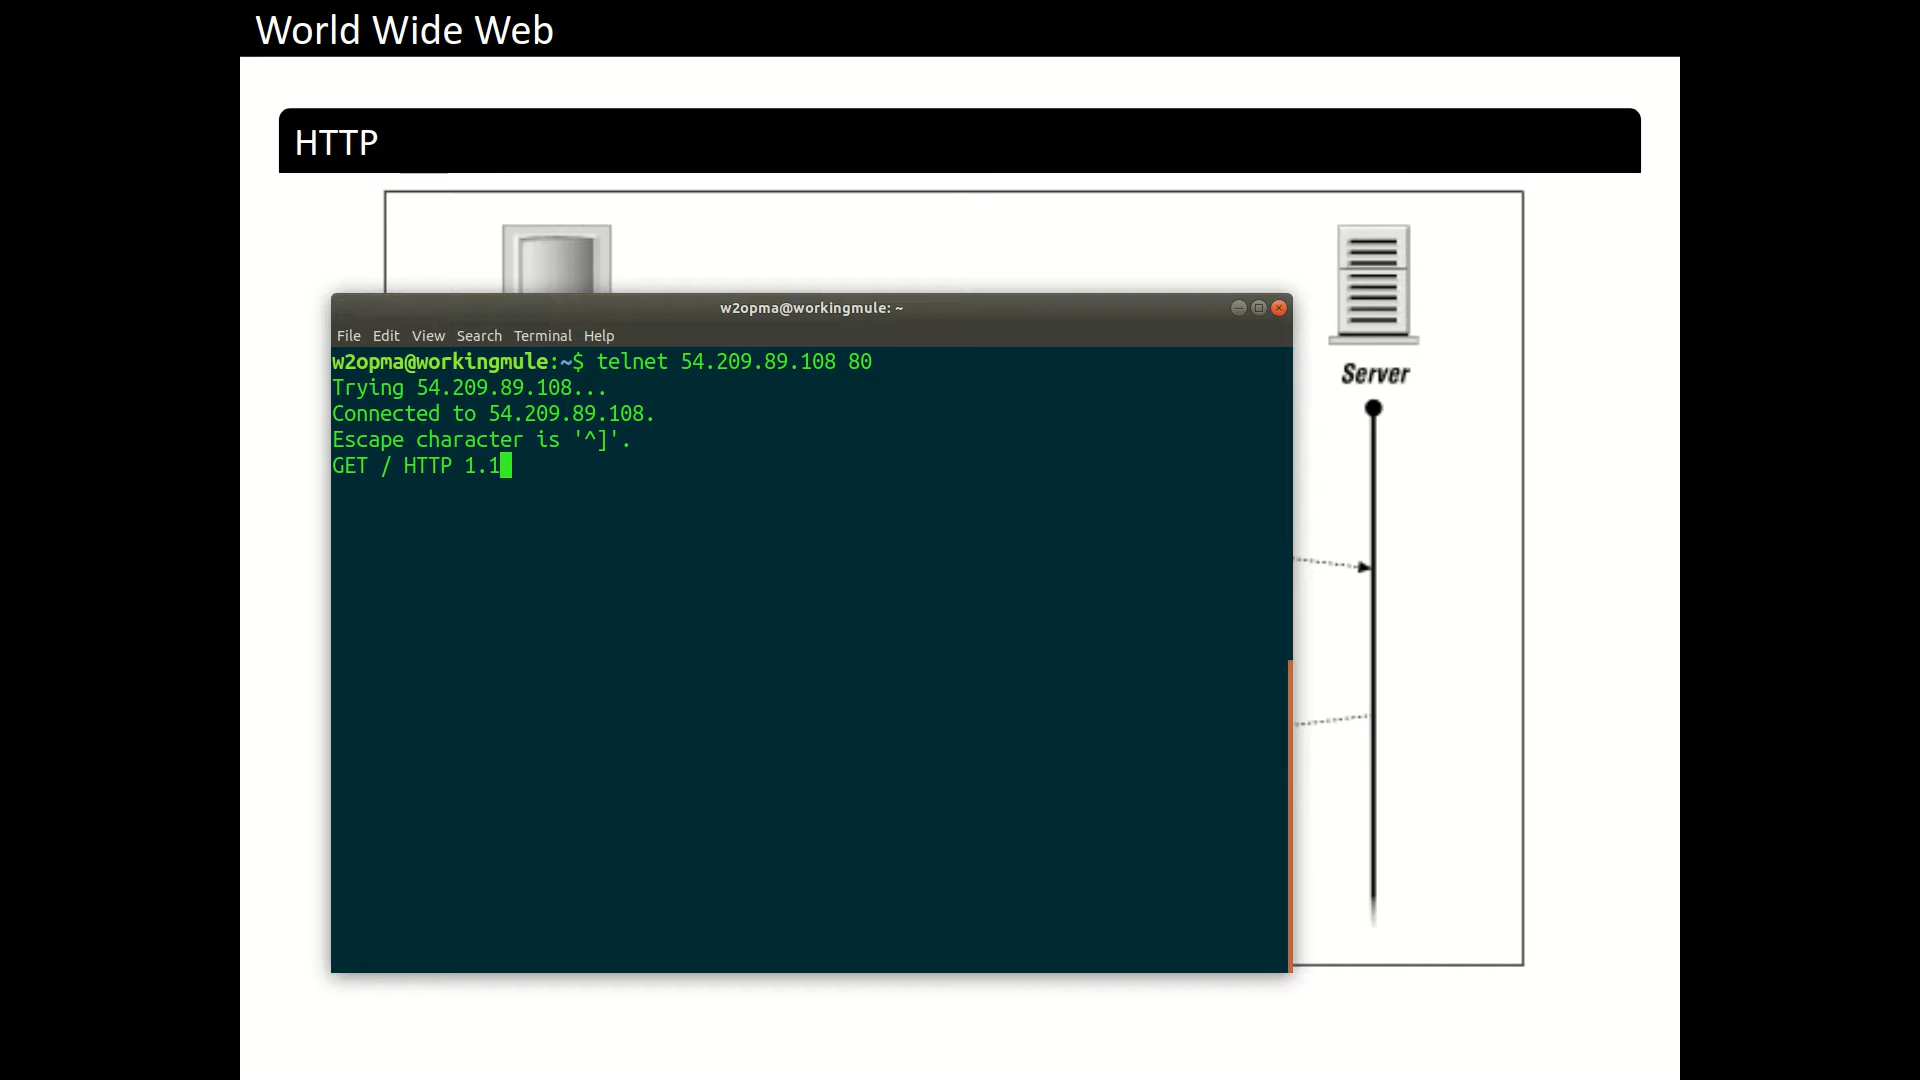 World Wide Web
HTTP
w2opma@workingmule: ~
File Edit View Search Terminal Help
w2opma@workingmule:~$ telnet 54.209.89.108 80
Trying 54.209.89.108...
Connected to 54.209.89.108.
Escape character is '^]'.
GET / HTTP 1.1
Server